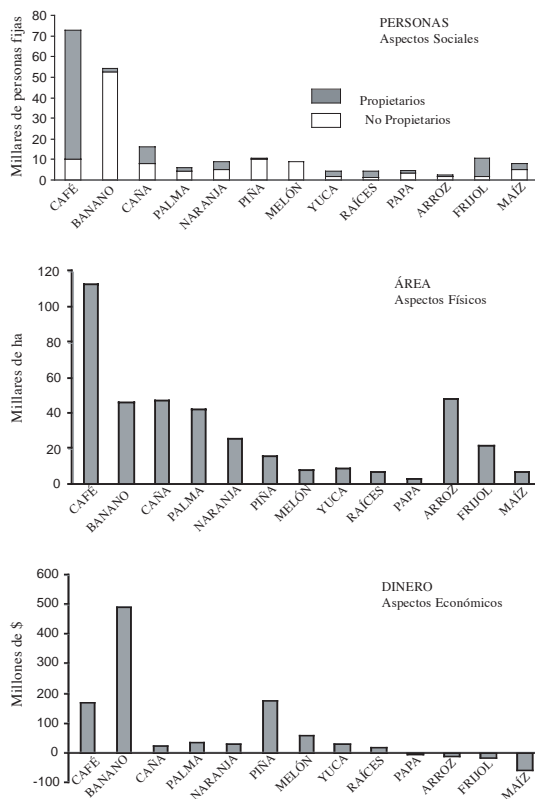 PERSONAS
Aspectos Sociales
Millares de personas fijas
80
70
60
50
40
30
20
10
0
Propietarios
No Propietarios
CAFÉ
BANANO
CAÑA
PALMA
NARANJA
PIÑA
MELÓN
YUCA
RAÍCES
PAPA
ARROZ
FRIJOL
MAÍZ
ÁREA
Aspectos Físicos
Millares de ha
120
100
80
60
40
20
0
CAFÉ
BANANO
CAÑA
PALMA
NARANJA
PIÑA
MELÓN
YUCA
RAÍCES
PAPA
ARROZ
FRIJOL
MAÍZ
DINERO
Aspectos Económicos
Millones de $
600
500
400
300
200
100
0
-100
CAFÉ
BANANO
CAÑA
PALMA
NARANJA
PIÑA
MELÓN
YUCA
RAÍCES
PAPA
ARROZ
FRIJOL
MAÍZ